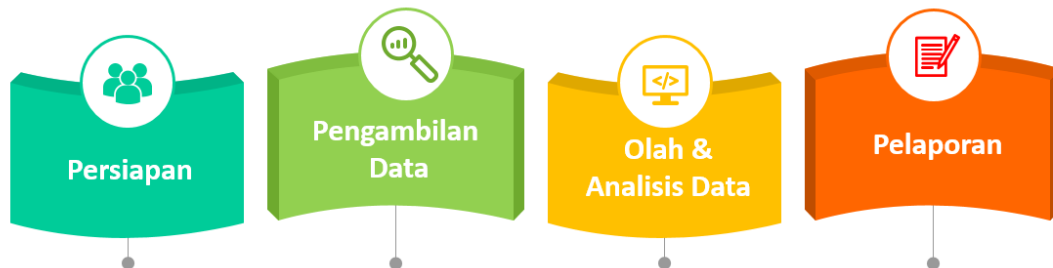 Persiapan
Pengambilan
Data
Olah &
Analisis Data
Pelaporan